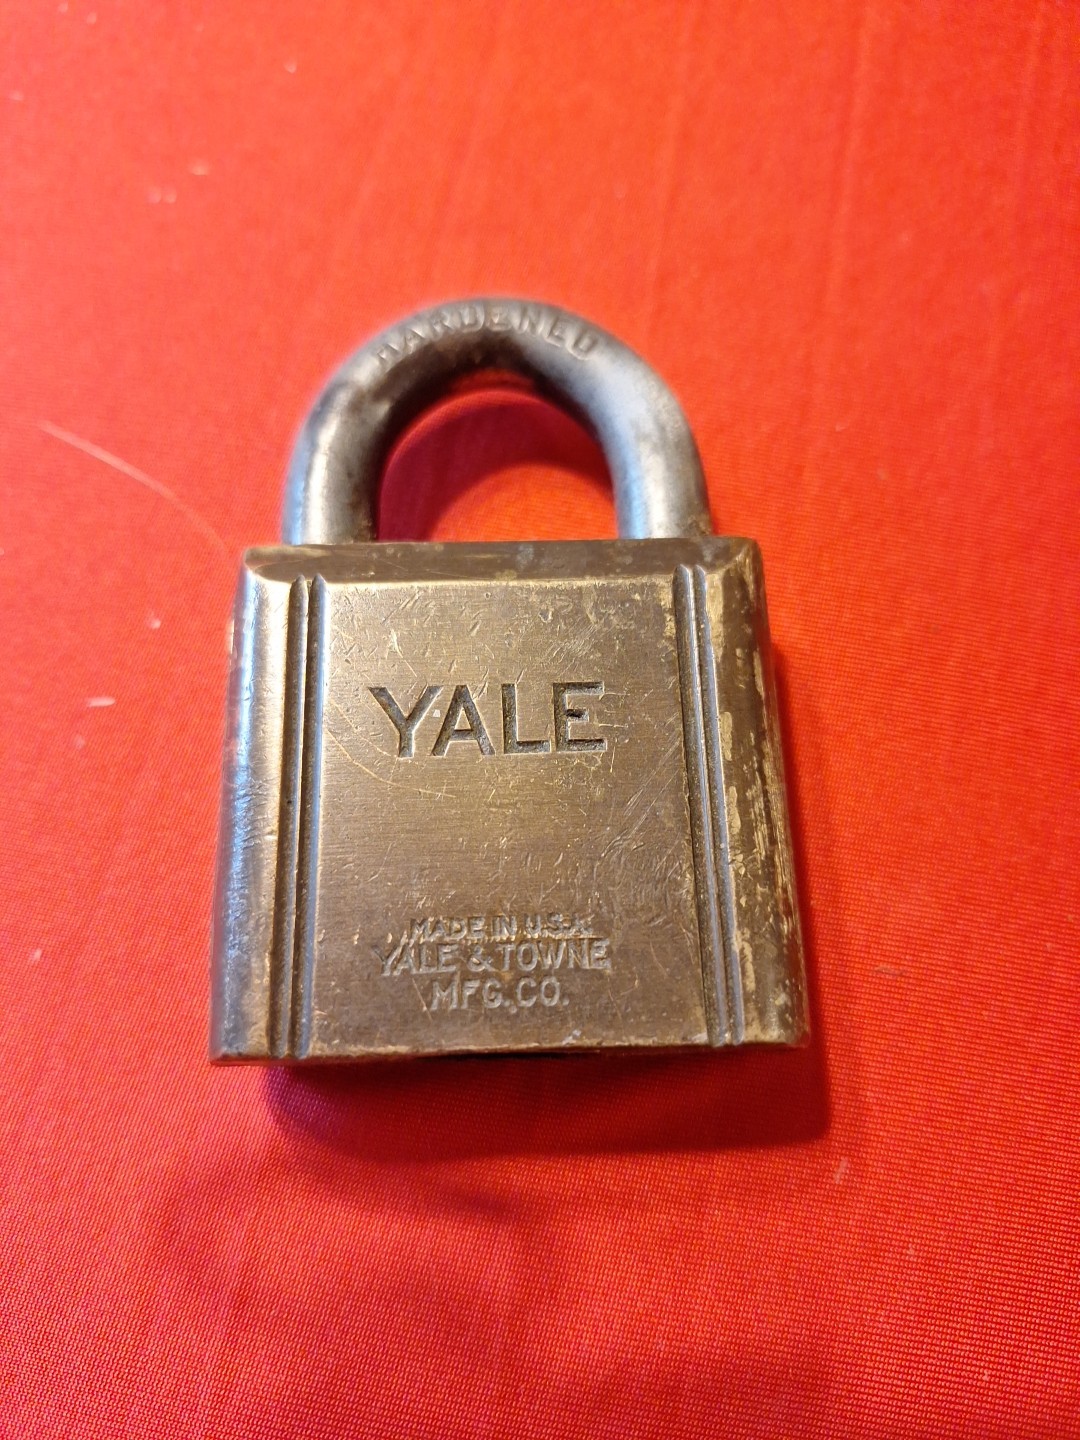 HARDENED
YALE
MADE IN U.S.A.
YALE & TOWNE
MFG. CO.